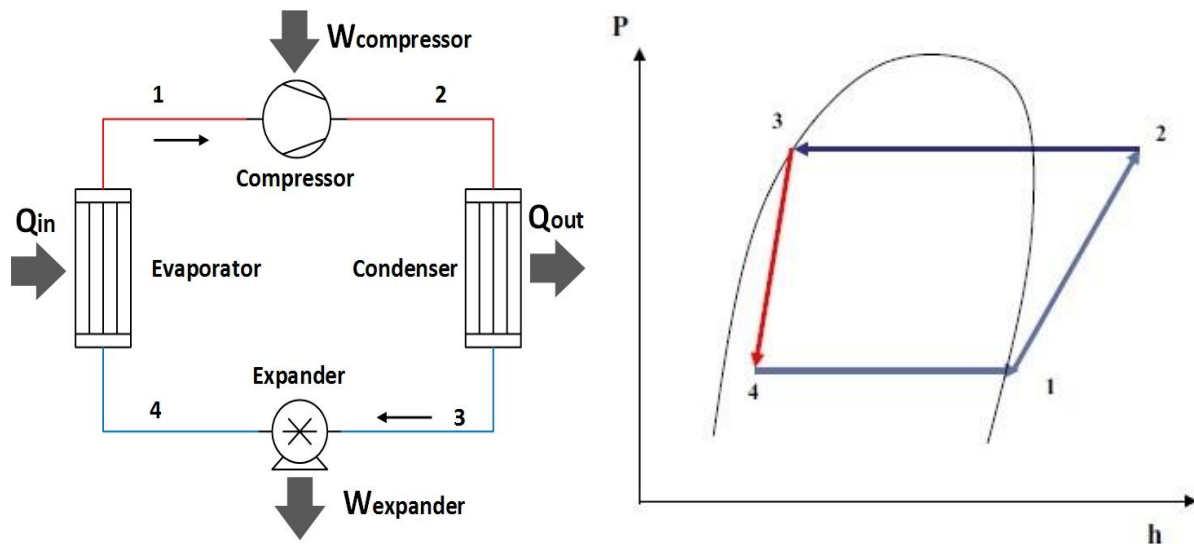 Wcompressor
1
2
Compressor
Qin
Evaporator
Condenser
Qout
Expander
4
3
Wexpander
P
3
2
4
1
h